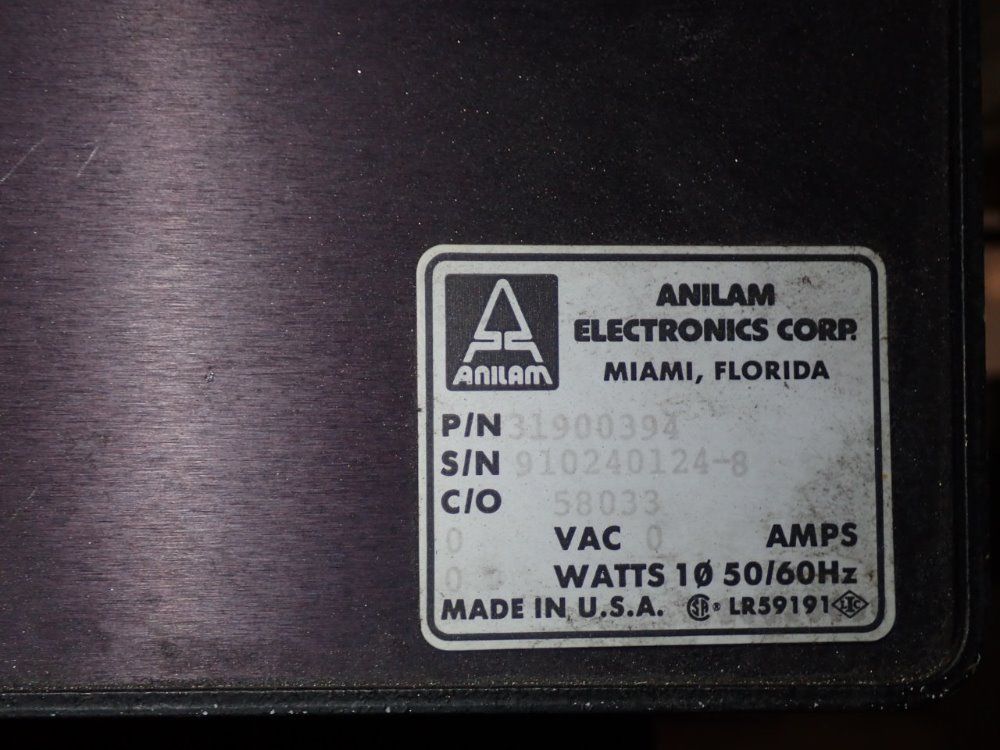 ANILAM
ANILAM
ELECTRONICS CORP.
MIAMI, FLORIDA
P/N 31900394
S/N 910240124-8
C/O 58033
0 VAC 0 AMPS
0 WATTS 1Ø 50/60Hz
MADE IN U.S.A. SA® LR59191